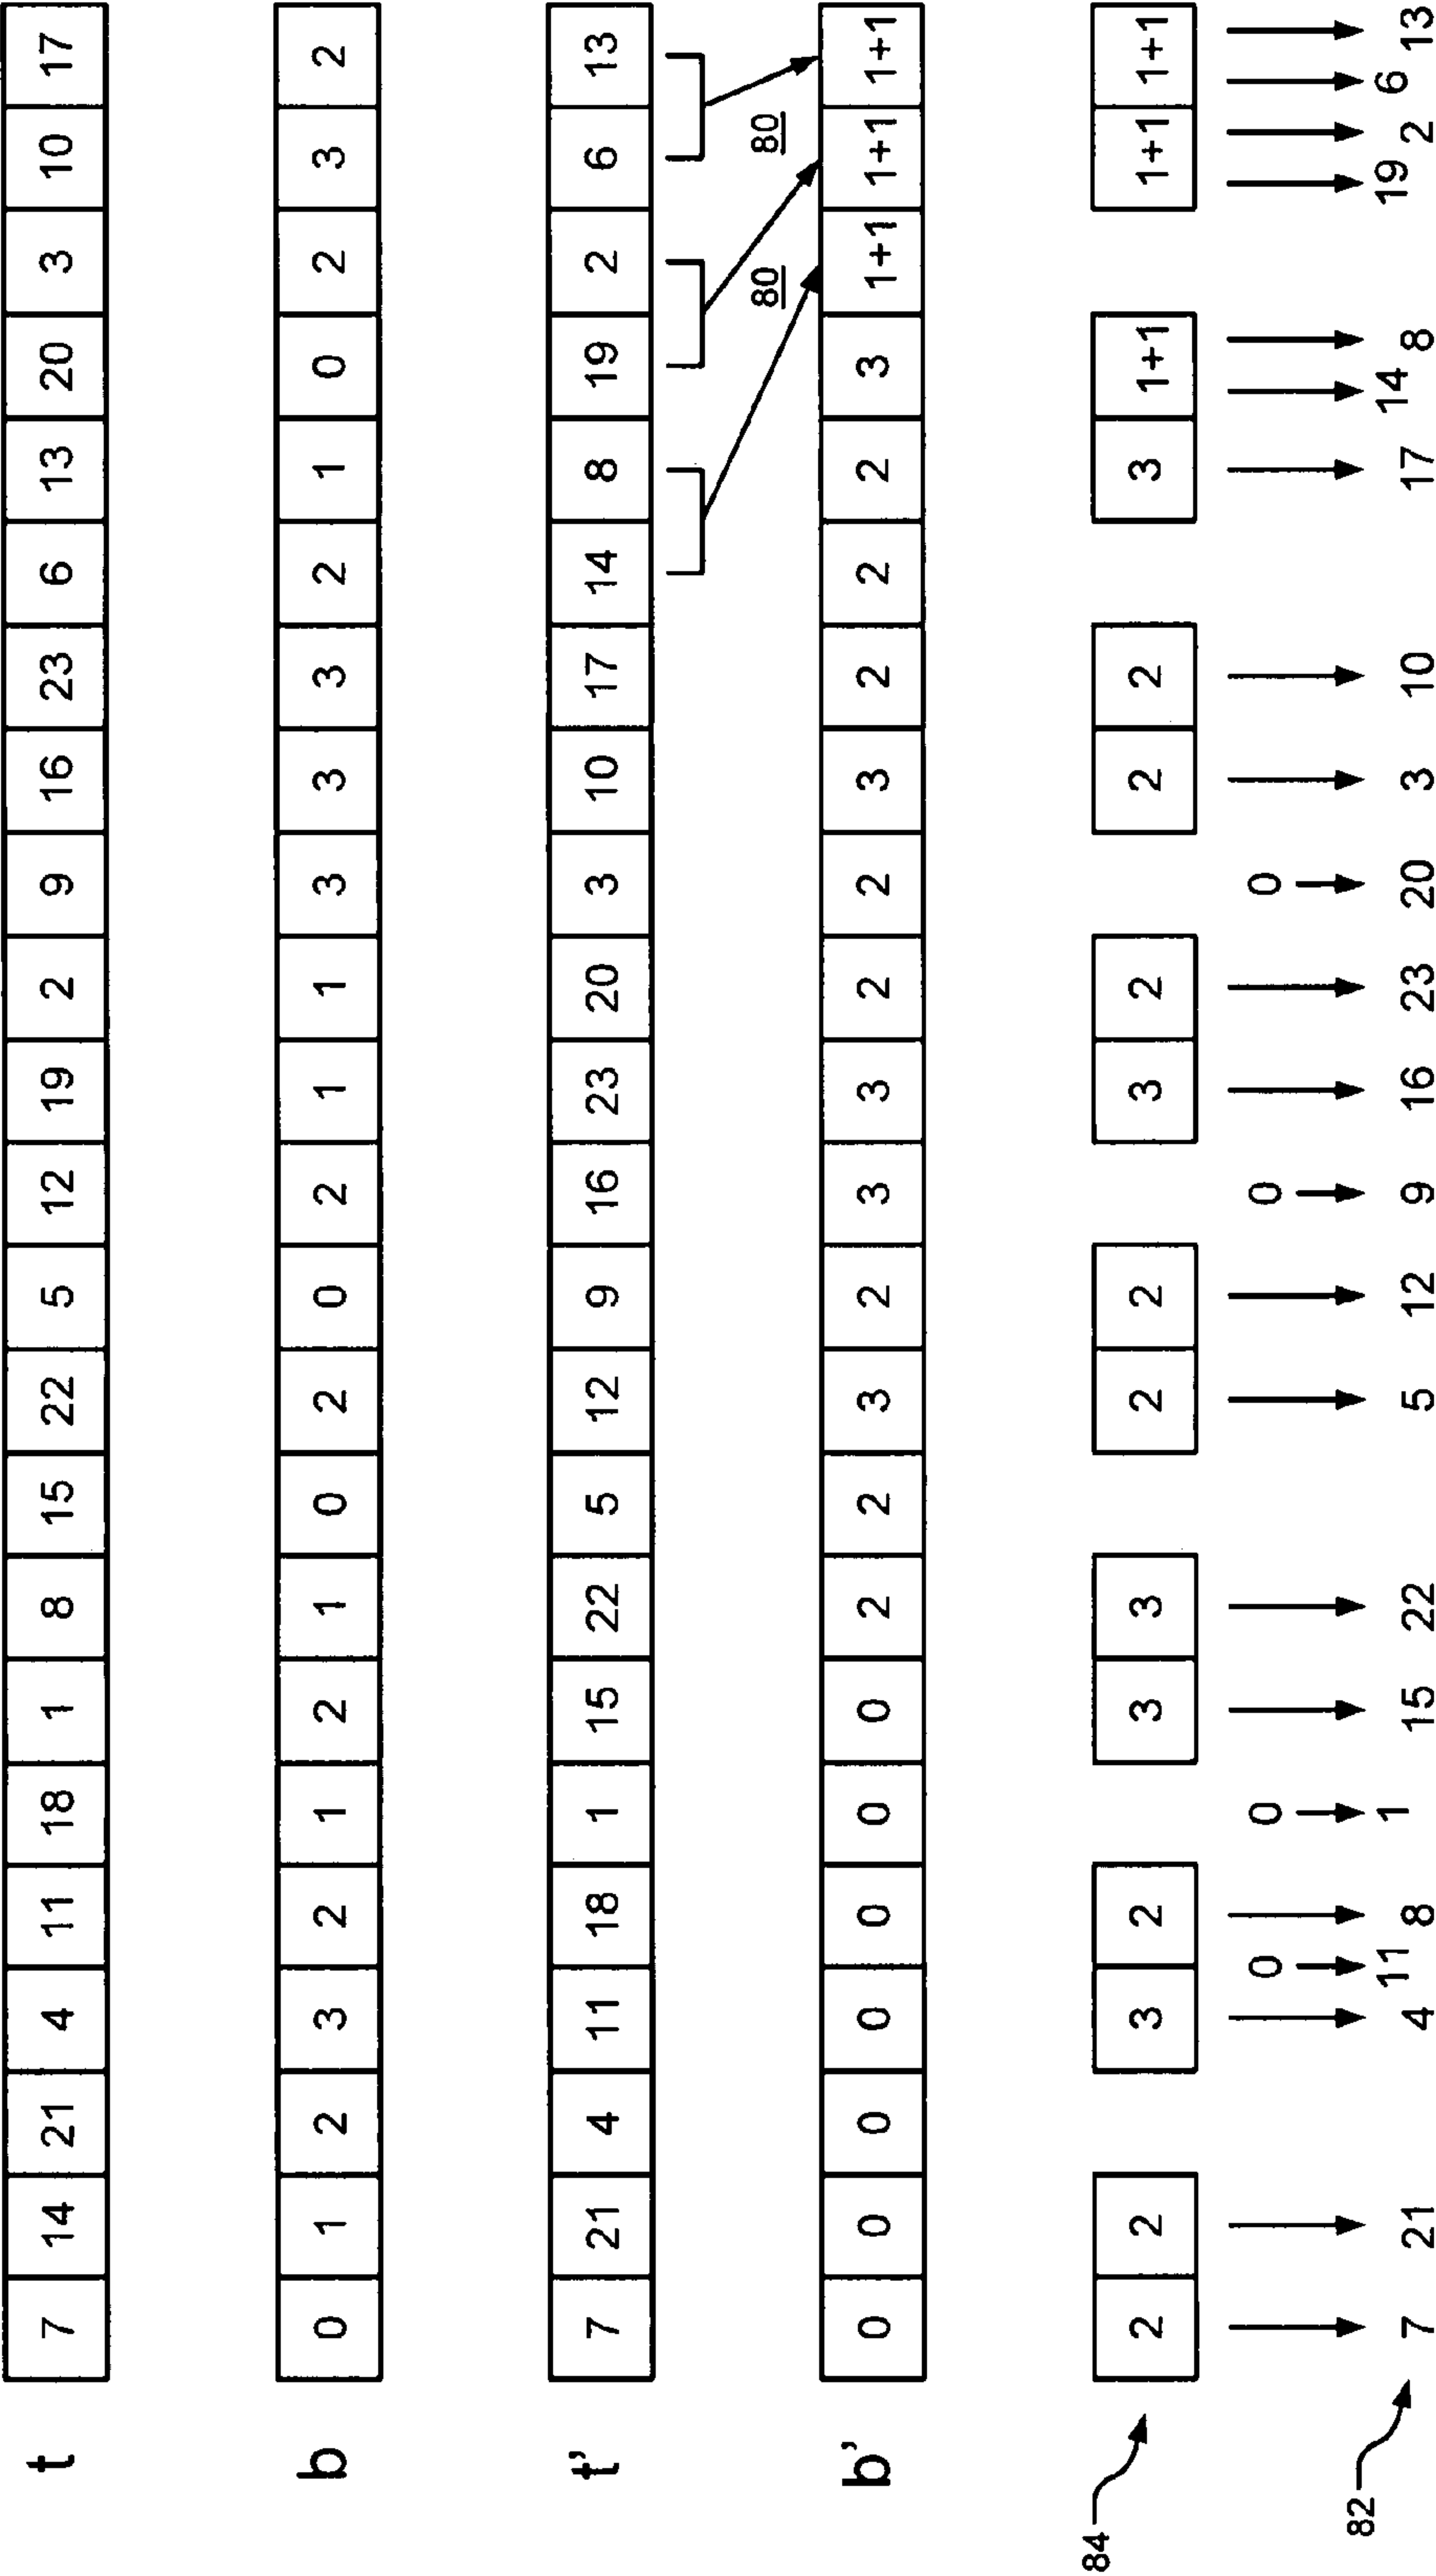 t 7 14 21 4 11 18 1 8 15 22 5 12 19 2 9 16 23 6 13 20 3 10 17
b 0 1 2 3 2 1 2 1 0 2 0 2 1 1 3 3 3 2 1 0 2 3 2
t' 7 21 4 11 18 1 15 22 5 12 9 16 23 20 3 10 17 14 8 19 2 6 13
80 80
b' 0 0 0 0 0 0 0 2 2 3 2 3 3 2 2 3 2 2 2 3 1+1 1+1 1+1
84 2 2 3 2 3 3 2 2 3 2 2 2 3 1+1 1+1 1+1
0 0 0 0
82 7 21 4 11 8 1 15 22 5 12 9 16 23 20 3 10 17 14 8 19 2 6 13